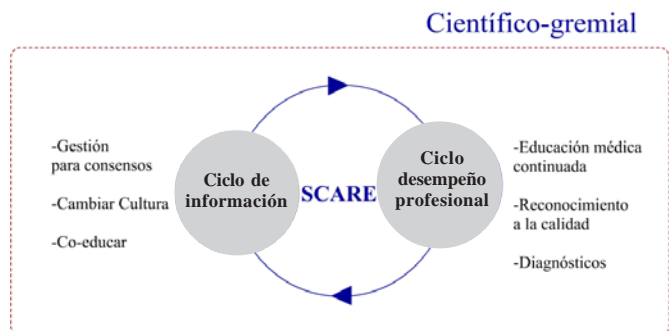 Científico-gremial
-Gestión
para consensos
-Cambiar Cultura
-Co-educar
Ciclo de
información
SCARE
Ciclo
desempeño
profesional
-Educación médica
continuada
-Reconocimiento
a la calidad
-Diagnósticos